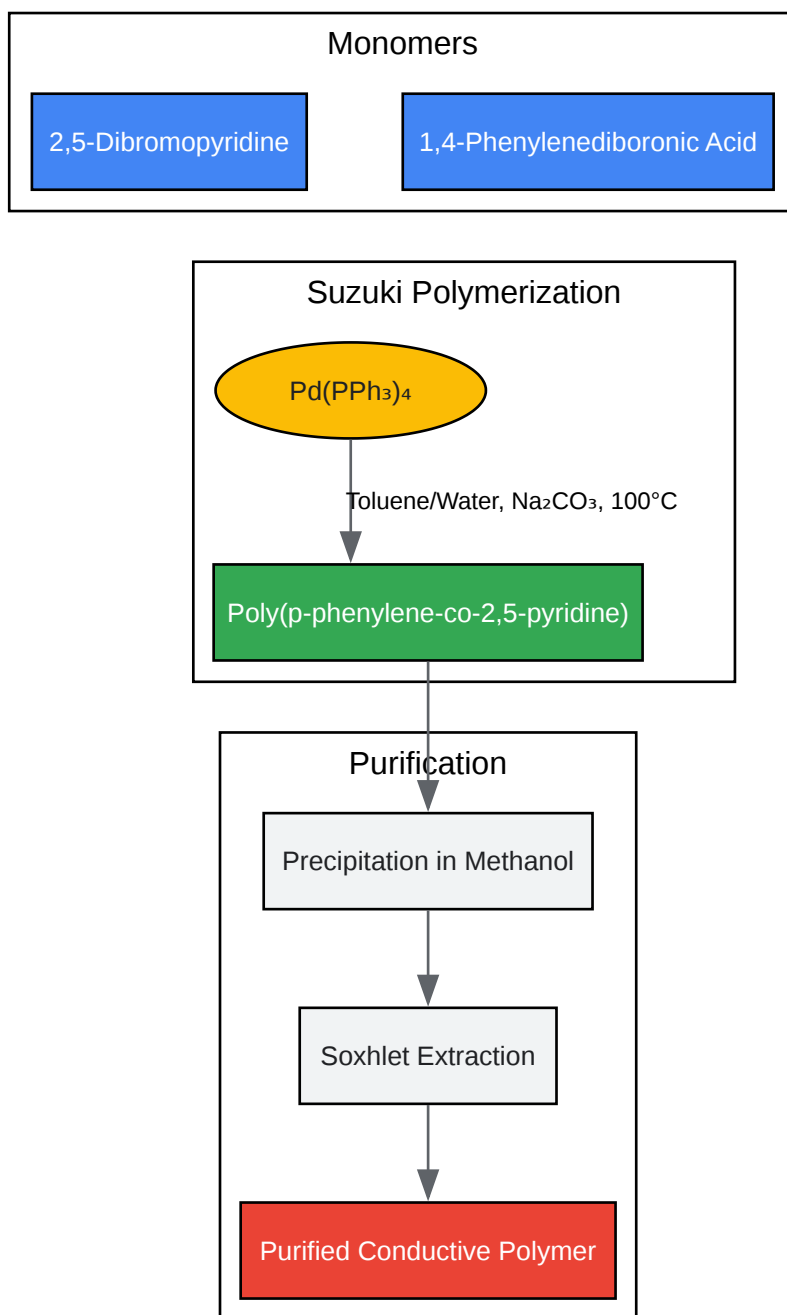 Monomers
2,5-Dibromopyridine
1,4-Phenylenediboronic Acid
Suzuki Polymerization
Pd(PPh₃)₄
Toluene/Water, Na₂CO₃, 100°C
Poly(p-phenylene-co-2,5-pyridine)
Purification
Precipitation in Methanol
Soxhlet Extraction
Purified Conductive Polymer